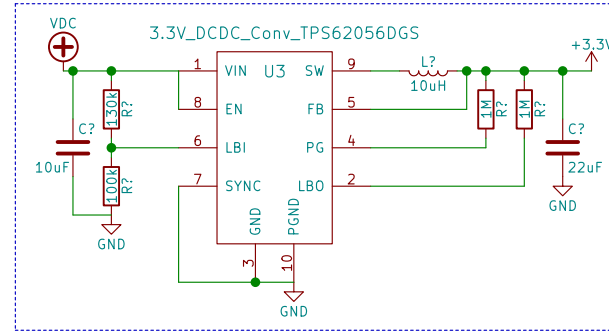 VDC
3.3V_DCDC_Conv_TPS62056DGS
+3.3V
1 VIN U3 SW 9
L?
10uH
8 EN FB 5
130k R?
1M R?
1M R?
C?
10uF
6 LBI PG 4
C?
22uF
100k R?
7 SYNC LBO 2
GND
GND
GND PGND
3 10
GND